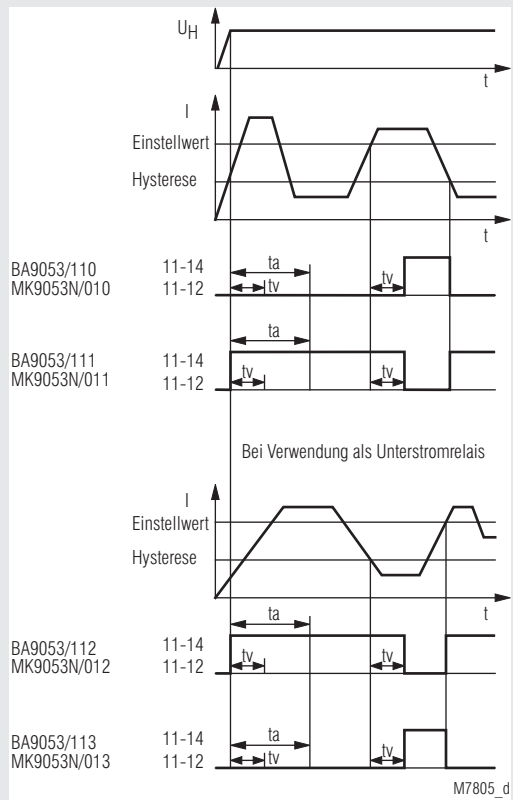 UH
t
I
Einstellwert
Hysterese
t
BA9053/110 11-14 ta
MK9053N/010 11-12 tv tv
ta
BA9053/111 11-14
MK9053N/011 11-12 tv tv
Bei Verwendung als Unterstromrelais
I
Einstellwert
Hysterese
t
ta
BA9053/112 11-14
MK9053N/012 11-12 tv tv
BA9053/113 11-14 ta
MK9053N/013 11-12 tv tv
M7805_d